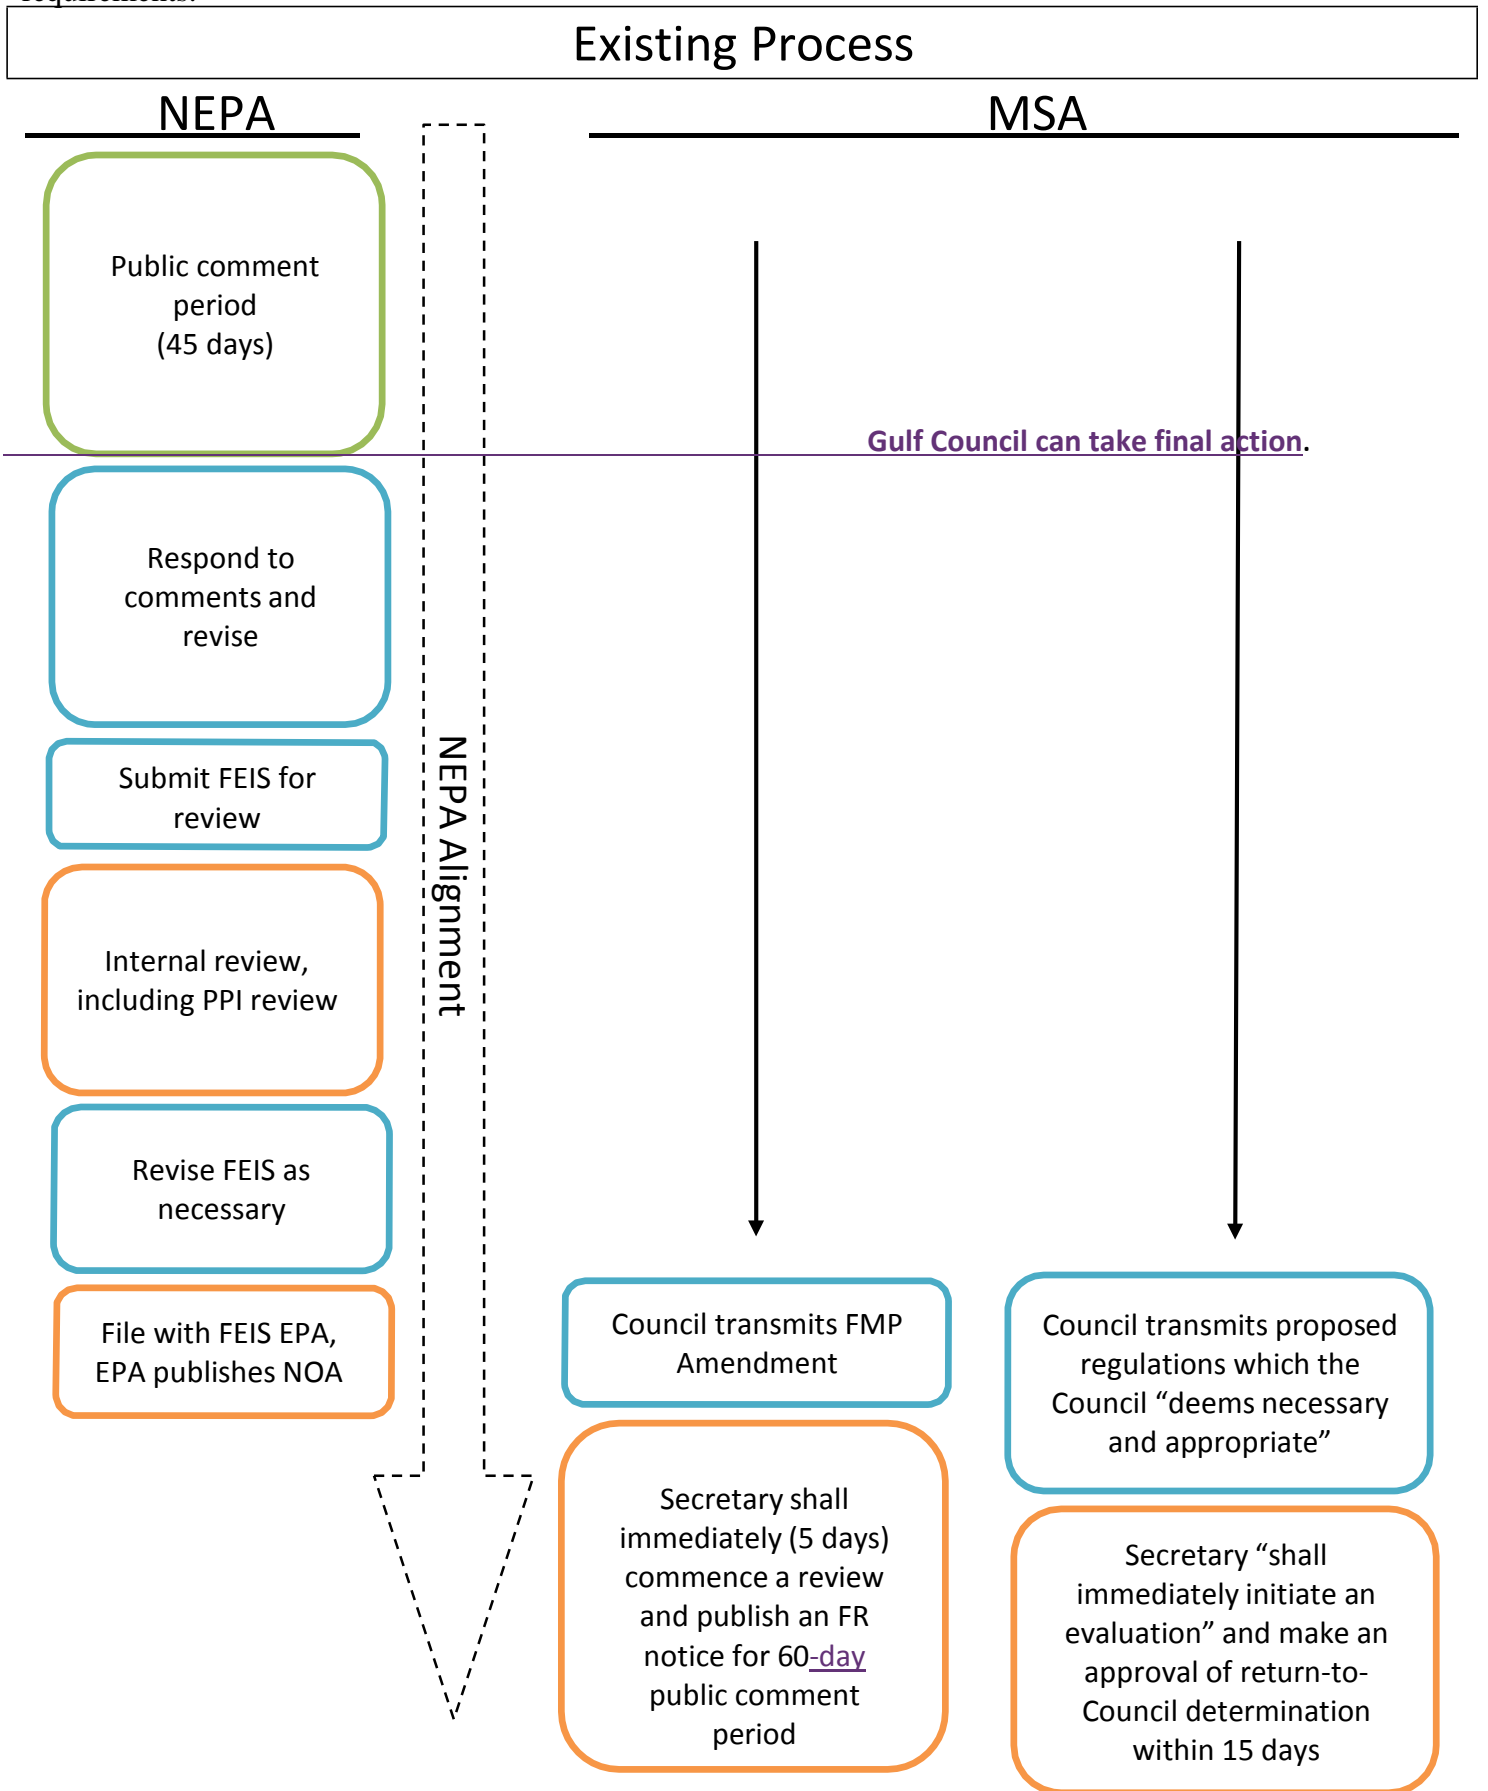 requirements.
Existing Process
NEPA
MSA
Public comment
period
(45 days)
Gulf Council can take final action.
Respond to
comments and
revise
Submit FEIS for
review
NEPA Alignment
Internal review,
including PPI review
Revise FEIS as
necessary
File with FEIS EPA,
EPA publishes NOA
Council transmits FMP
Amendment
Secretary shall
immediately (5 days)
commence a review
and publish an FR
notice for 60-day
public comment
period
Council transmits proposed
regulations which the
Council “deems necessary
and appropriate”
Secretary “shall
immediately initiate an
evaluation” and make an
approval of return-to-
Council determination
within 15 days